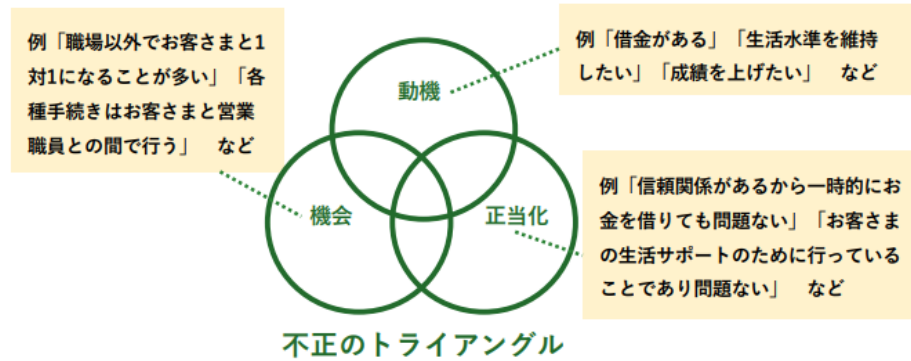 例「職場以外でお客さまと1
対1になることが多い」「各
種手続きはお客さまと営業
職員との間で行う」　など
動機
例「借金がある」「生活水準を維持
したい」「成績を上げたい」　など
機会
正当化
例「信頼関係があるから一時的にお
金を借りても問題ない」「お客さま
の生活サポートのために行っている
ことであり問題ない」　など
不正のトライアングル